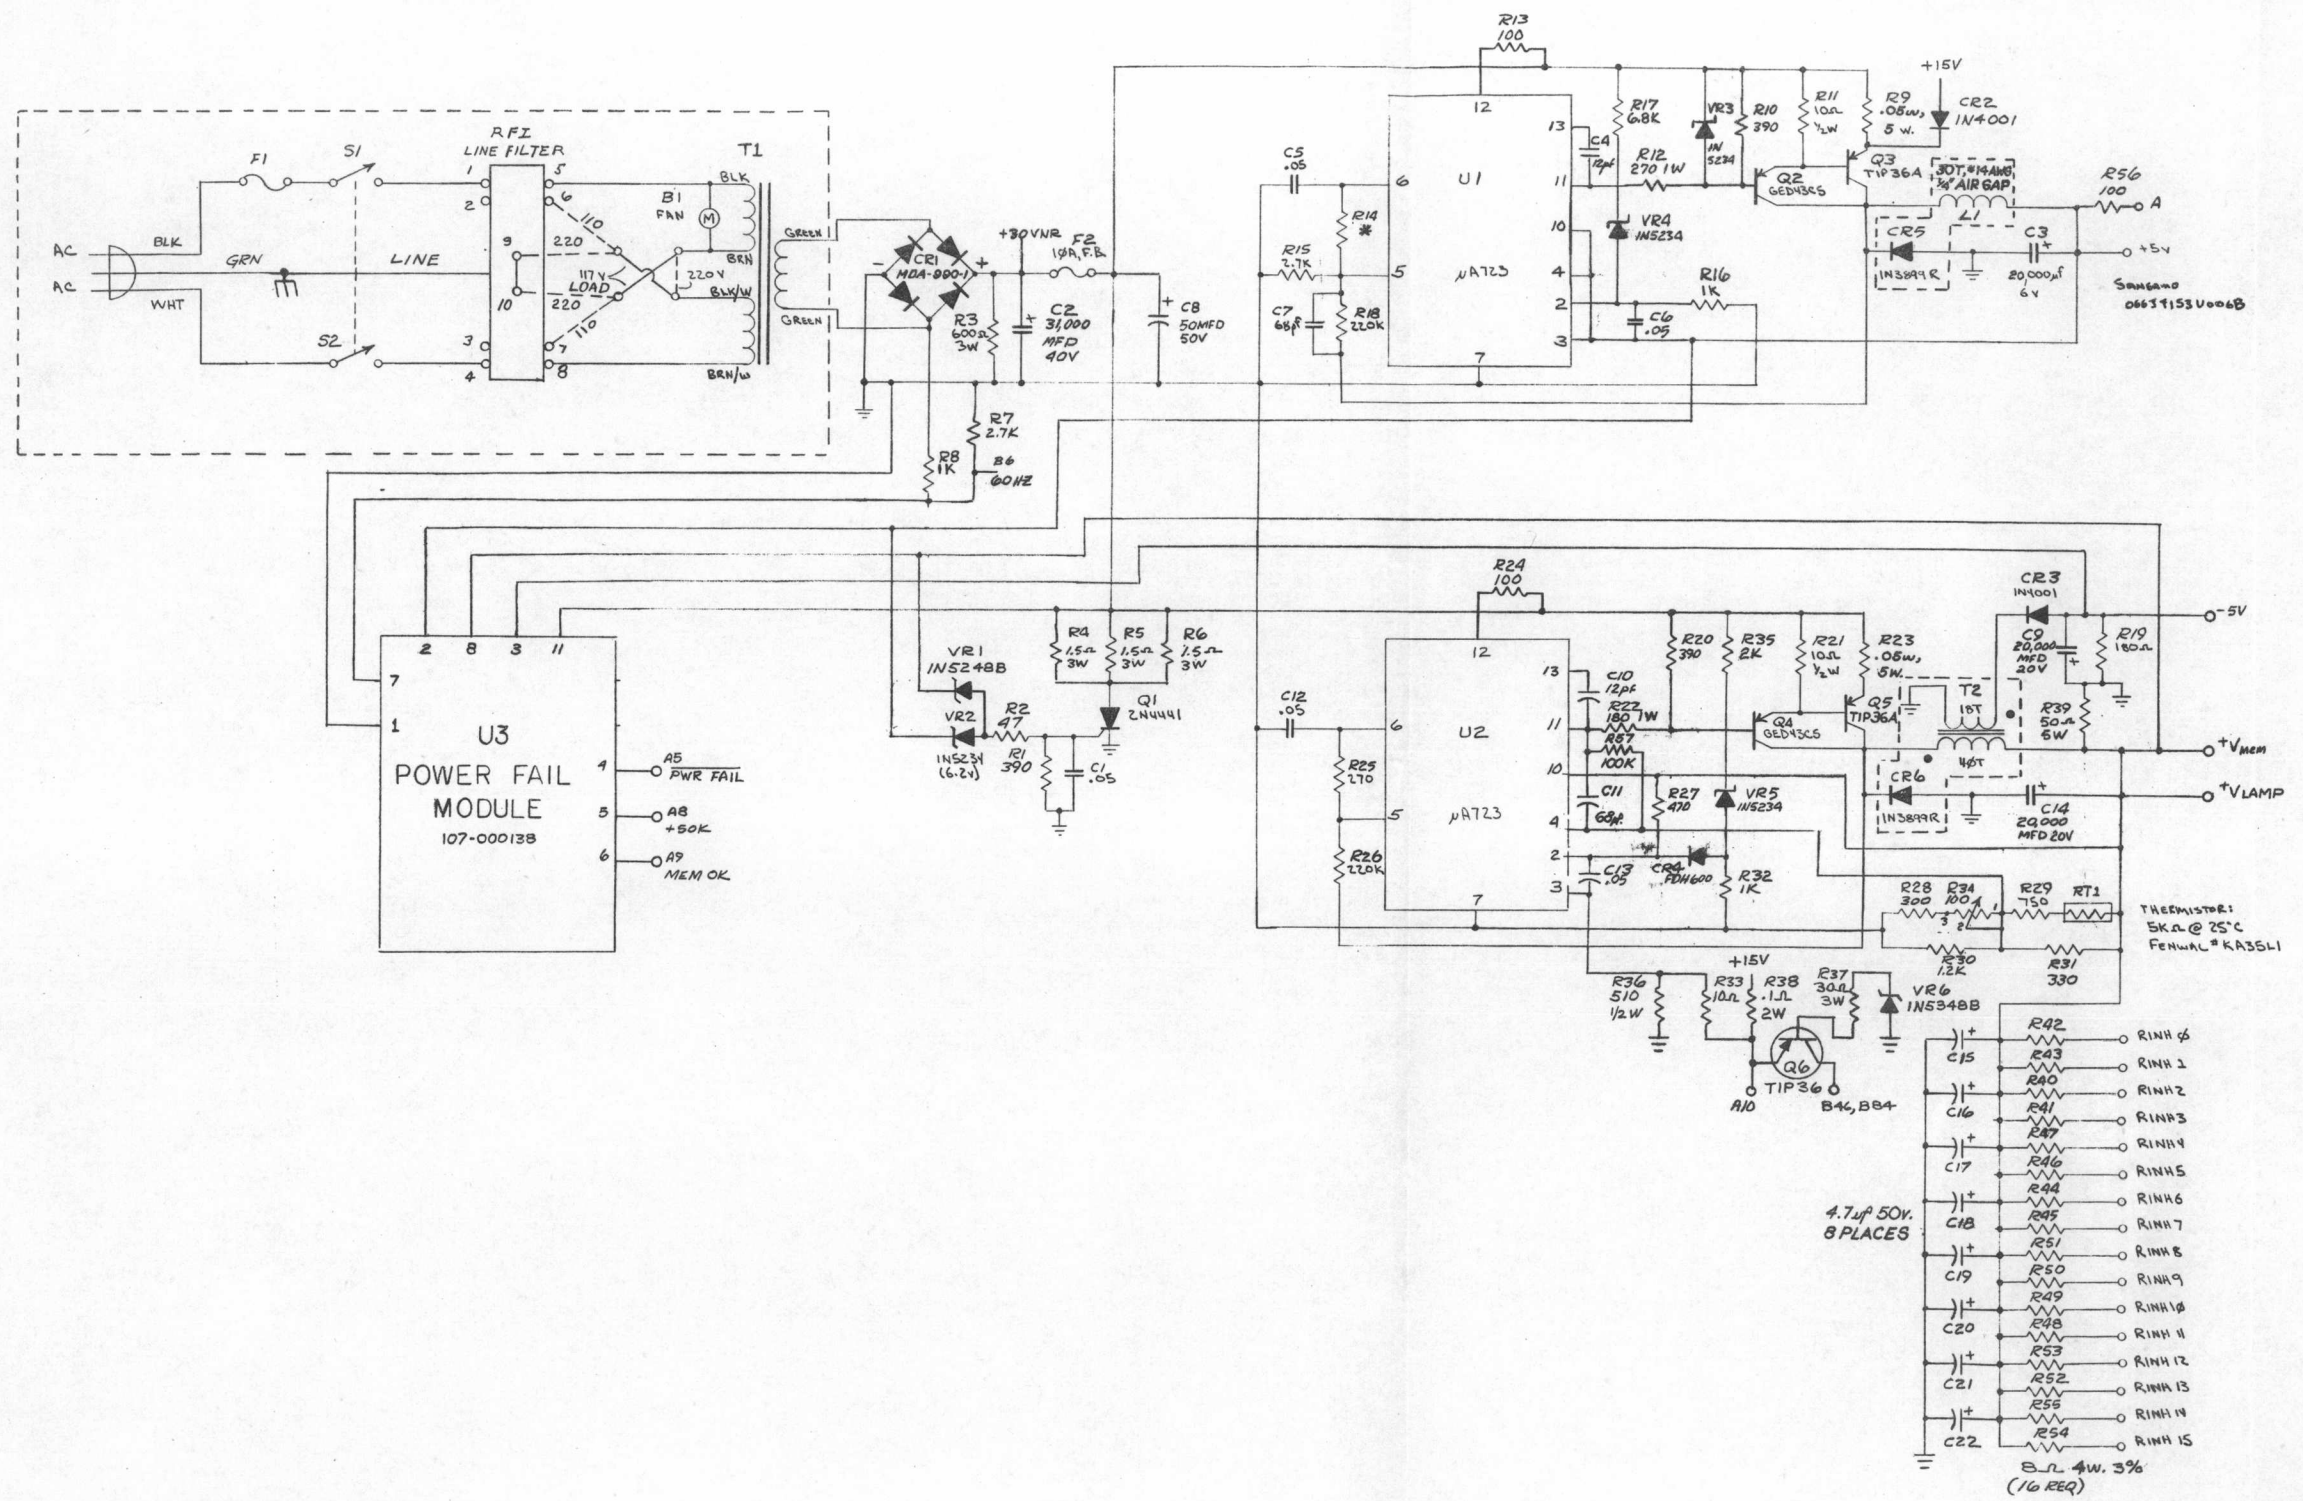 R13
100
+15V
12
CR2
1N4001
R17
6.8K
VR3
1N
5234
R10
390
R11
10Ω
½W
R9
.05w,
5 w.
RFI
LINE FILTER
T1
F1
S1
1
2
5
6
BLK
B1
FAN
M
110
220
9
10
117V
LOAD
220
110
220V
BRN
BLK/W
BRN/W
AC
AC
BLK
GRN
LINE
WHT
S2
3
4
7
8
GREEN
GREEN
CR1
MDA-990-1
-
+
+30VNR
F2
10A, F.B.
R3
600Ω
3W
C2
31,000
MFD
40V
C8
50MFD
50V
C5
.05
6
U1
13
C4
12pf
11
R12
270 1W
Q2
GED43C5
Q3
TIP36A
30T, #14AWG
¼" AIR GAP
L1
R56
100
A
R14
*
R15
2.7K
5
µA723
10
4
2
3
7
VR4
1N5234
R16
1K
C6
.05
C7
68pf
R18
220K
CR5
1N3899R
C3
20,000µf
6V
+5V
SANGAMO
066JT153U006B
R7
2.7K
R8
1K
B6
60HZ
R24
100
12
R4
1.5Ω
3W
R5
1.5Ω
3W
R6
1.5Ω
3W
VR1
1N5248B
VR2
1N5234
(6.2V)
R2
47
R1
390
C1
.05
Q1
2N4441
2
8
3
11
7
1
U3
POWER FAIL
MODULE
107-000138
4
A5
PWR FAIL
5
A8
+50K
6
A9
MEM OK
C12
.05
6
U2
13
C10
12pf
11
R22
180 1W
R57
100K
10
C11
68pf.
4
2
3
C13
.05
7
R25
270
5
µA723
R26
220K
R20
390
R35
2K
R21
10Ω
½W
R23
.05w,
5W.
Q4
GED43C5
Q5
TIP36A
T2
18T
40T
CR3
1N4001
-5V
C9
20,000
MFD
20V
R19
180Ω
R39
50Ω
5W
+VMEM
+VLAMP
CR6
1N3899R
C14
20,000
MFD 20V
R27
470
VR5
1N5234
CR4
FDH600
R32
1K
R28
300
R34
100
3
2
1
R29
750
RT1
THERMISTOR:
5KΩ @ 25°C
FENWAL # KA35L1
R30
1.2K
R31
330
R36
510
1/2W
R33
10Ω
+15V
R38
.1Ω
2W
R37
30Ω
3W
VR6
1N5348B
Q6
TIP36
A10
B46, B84
C15
R42
RINH 0
R43
RINH 1
C16
R40
RINH 2
R41
RINH 3
C17
R47
RINH 4
R46
RINH 5
C18
R44
RINH 6
R45
RINH 7
4.7µf 50V.
8 PLACES
C19
R51
RINH 8
R50
RINH 9
C20
R49
RINH 10
R48
RINH 11
C21
R53
RINH 12
R52
RINH 13
C22
R55
RINH 14
R54
RINH 15
8Ω 4W. 3%
(16 REQ)